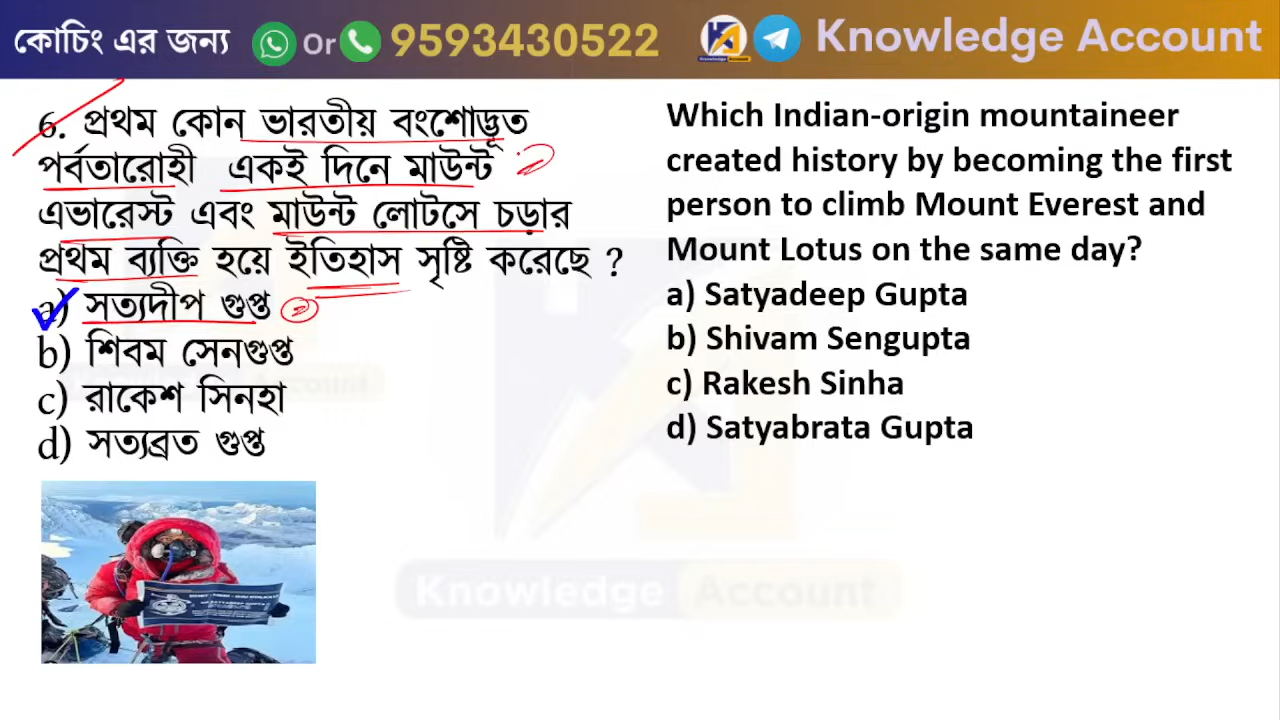 কোচিং এর জন্য Or 9593430522 Knowledge Account
6. প্রথম কোন ভারতীয় বংশোদ্ভূত
পর্বতারোহী একই দিনে মাউন্ট
এভারেস্ট এবং মাউন্ট লোটসে চড়ার
প্রথম ব্যক্তি হয়ে ইতিহাস সৃষ্টি করেছে ?
a) সত্যদীপ গুপ্ত
b) শিবম সেনগুপ্ত
c) রাকেশ সিনহা
d) সত্যব্রত গুপ্ত
Which Indian-origin mountaineer
created history by becoming the first
person to climb Mount Everest and
Mount Lotus on the same day?
a) Satyadeep Gupta
b) Shivam Sengupta
c) Rakesh Sinha
d) Satyabrata Gupta
Knowledge Account